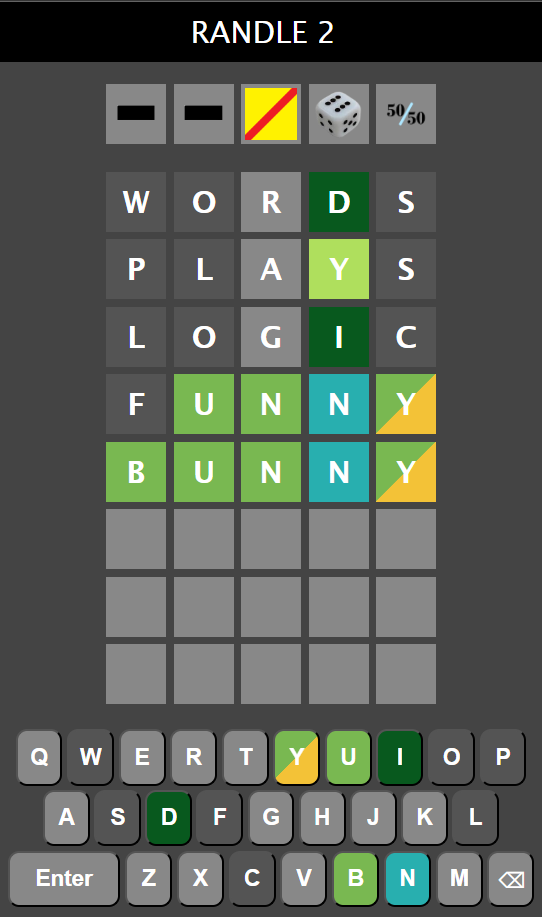 RANDLE 2
50/50
W O R D S
P L A Y S
L O G I C
F U N N Y
B U N N Y
Q W E R T Y U I O P
A S D F G H J K L
Enter Z X C V B N M